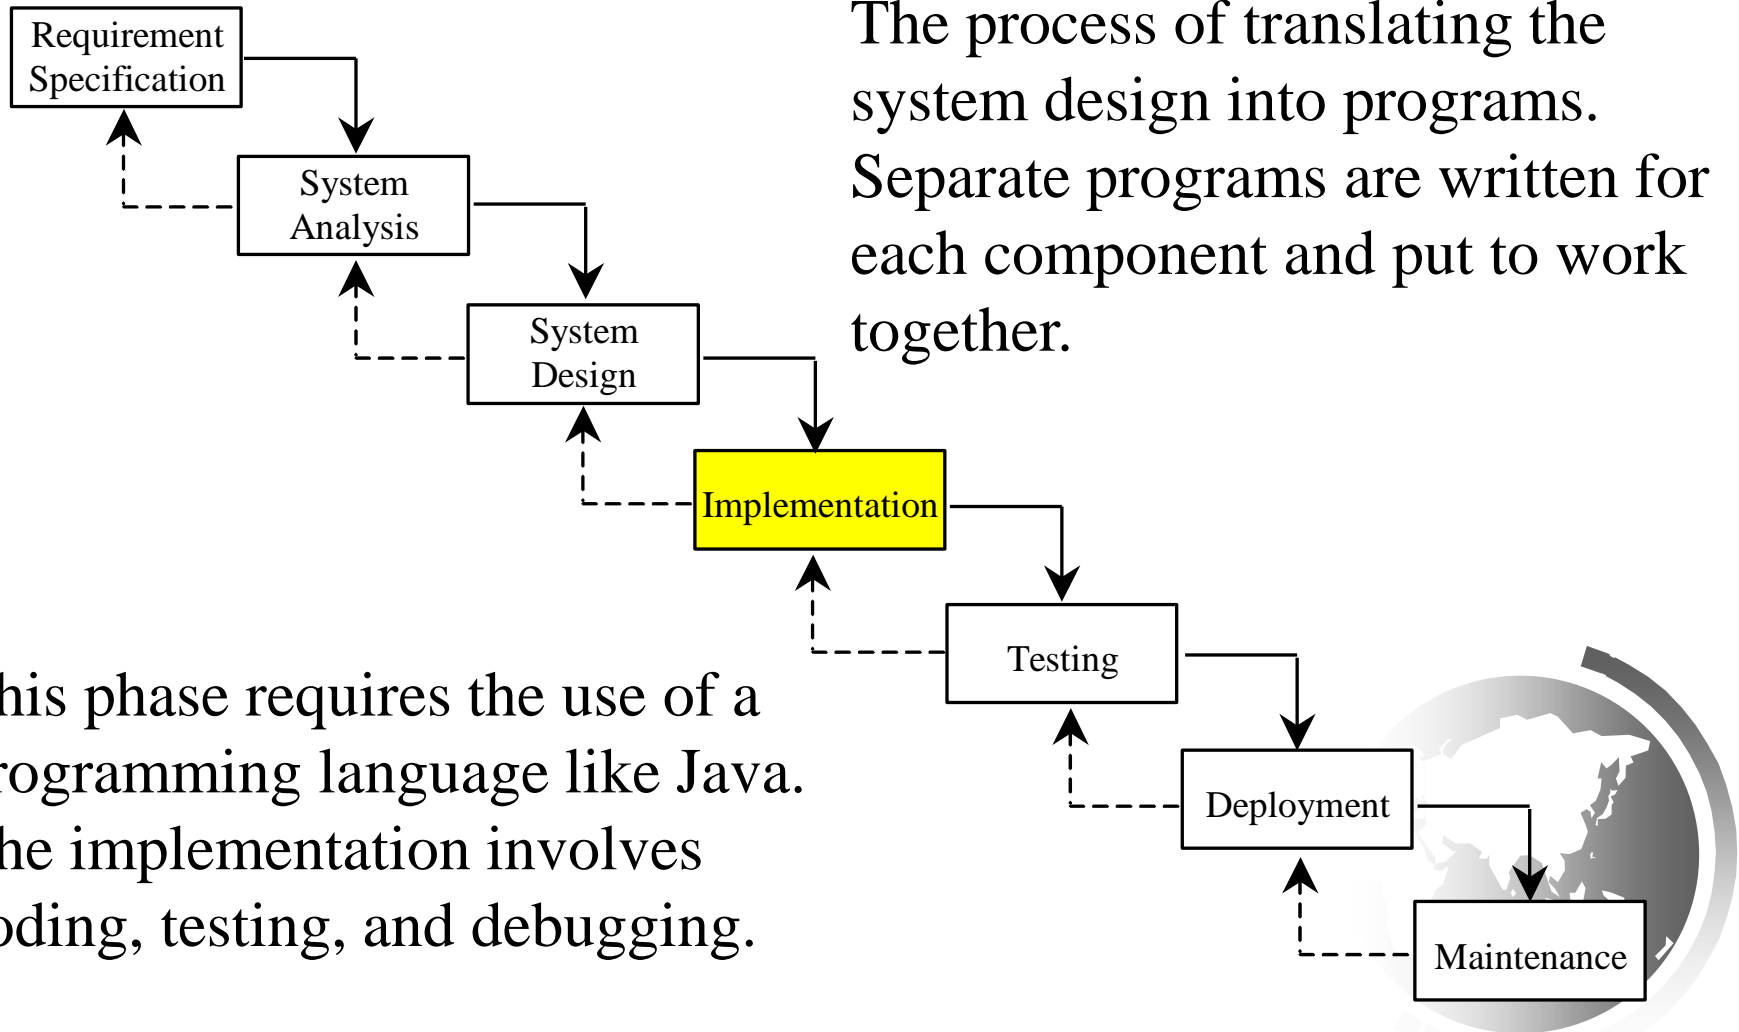 Requirement
Specification
The process of translating the
system design into programs.
Separate programs are written for
each component and put to work
together.
System
Analysis
System
Design
Implementation
Testing
his phase requires the use of a
rogramming language like Java.
he implementation involves
oding, testing, and debugging.
Deployment
Maintenance